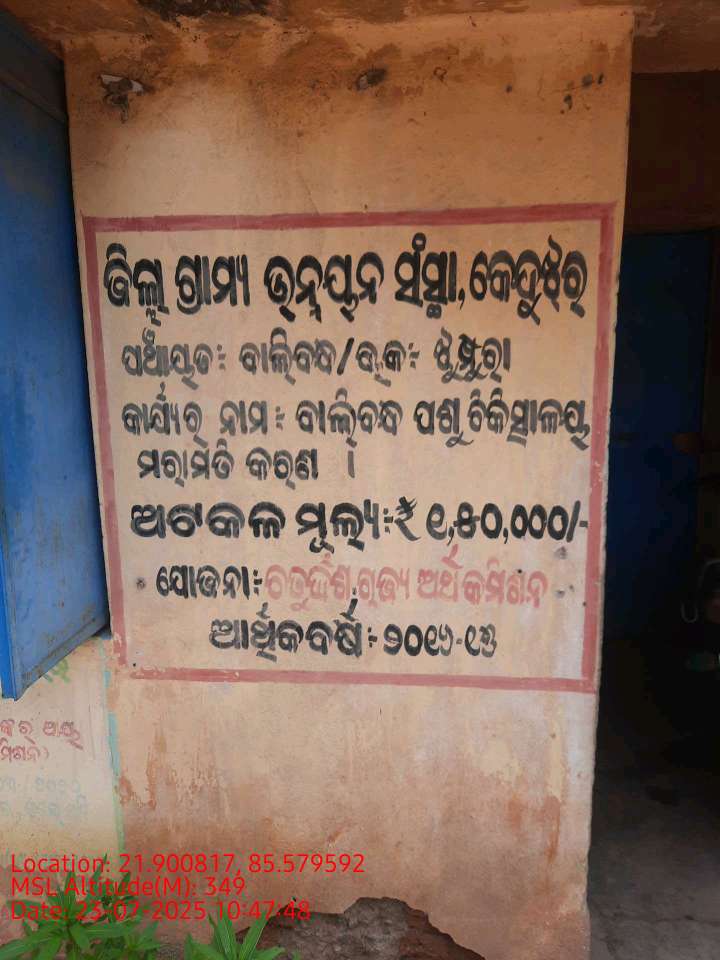 ଜିଲ୍ଲା ଗ୍ରାମ୍ୟ ଉନ୍ନୟନ ସଂସ୍ଥା, କେନ୍ଦୁଝର
ପଞ୍ଚାୟତ: ବାଲିବନ୍ଧ/ବ୍ଲକ: ଝୁମ୍ପୁରା
କାର୍ଯ୍ୟର ନାମ: ବାଲିବନ୍ଧ ପଶୁ ଚିକିତ୍ସାଳୟ
ମରାମତି କରଣ ।
ଅଟକଳ ମୂଲ୍ୟ:- ₹ ୧,୫୦,୦୦୦/-
ଯୋଜନା:- ଚତୁର୍ଦ୍ଦଶ ରାଜ୍ୟ ଅର୍ଥ କମିଶନ
ଆର୍ଥିକବର୍ଷ:-
Location: 21.900817, 85.579592
MSL Altitude(M): 349
Date: 23-07-2025 10:47:48